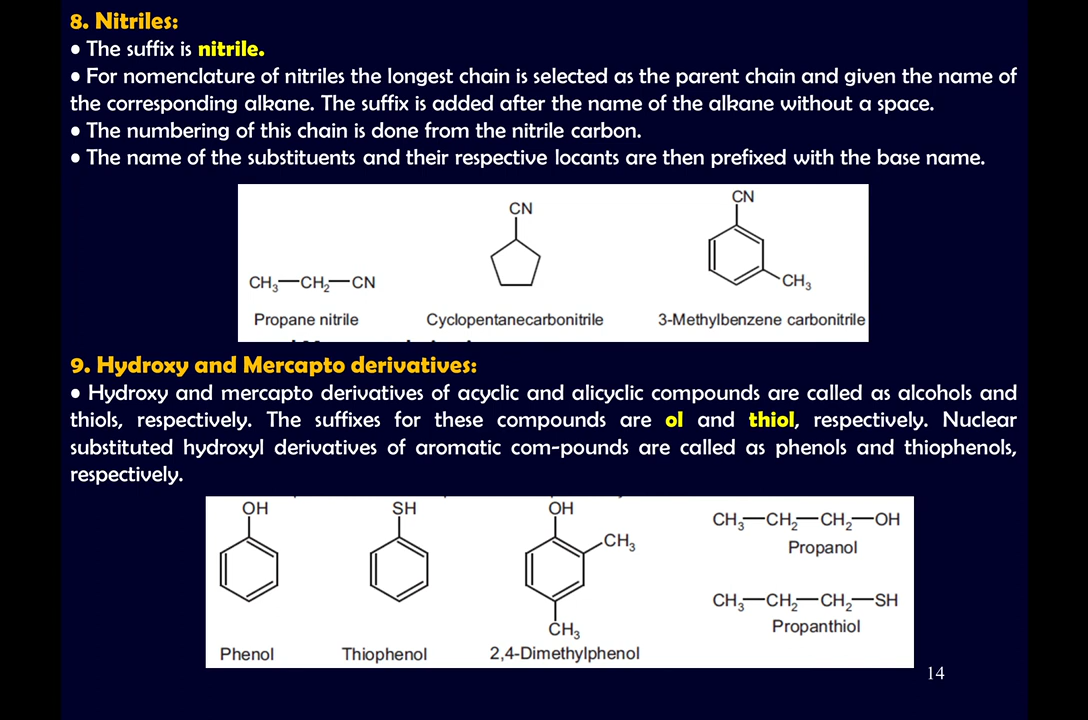 8. Nitriles:
• The suffix is nitrile.
• For nomenclature of nitriles the longest chain is selected as the parent chain and given the name of
the corresponding alkane. The suffix is added after the name of the alkane without a space.
• The numbering of this chain is done from the nitrile carbon.
• The name of the substituents and their respective locants are then prefixed with the base name.
CN
CN
CH3—CH2—CN
CH3
Propane nitrile
Cyclopentanecarbonitrile
3-Methylbenzene carbonitrile
9. Hydroxy and Mercapto derivatives:
• Hydroxy and mercapto derivatives of acyclic and alicyclic compounds are called as alcohols and
thiols, respectively. The suffixes for these compounds are ol and thiol, respectively. Nuclear
substituted hydroxyl derivatives of aromatic com-pounds are called as phenols and thiophenols,
respectively.
OH
SH
OH
CH3
CH3
CH3—CH2—CH2—OH
Propanol
CH3—CH2—CH2—SH
Propanthiol
Phenol
Thiophenol
2,4-Dimethylphenol
14